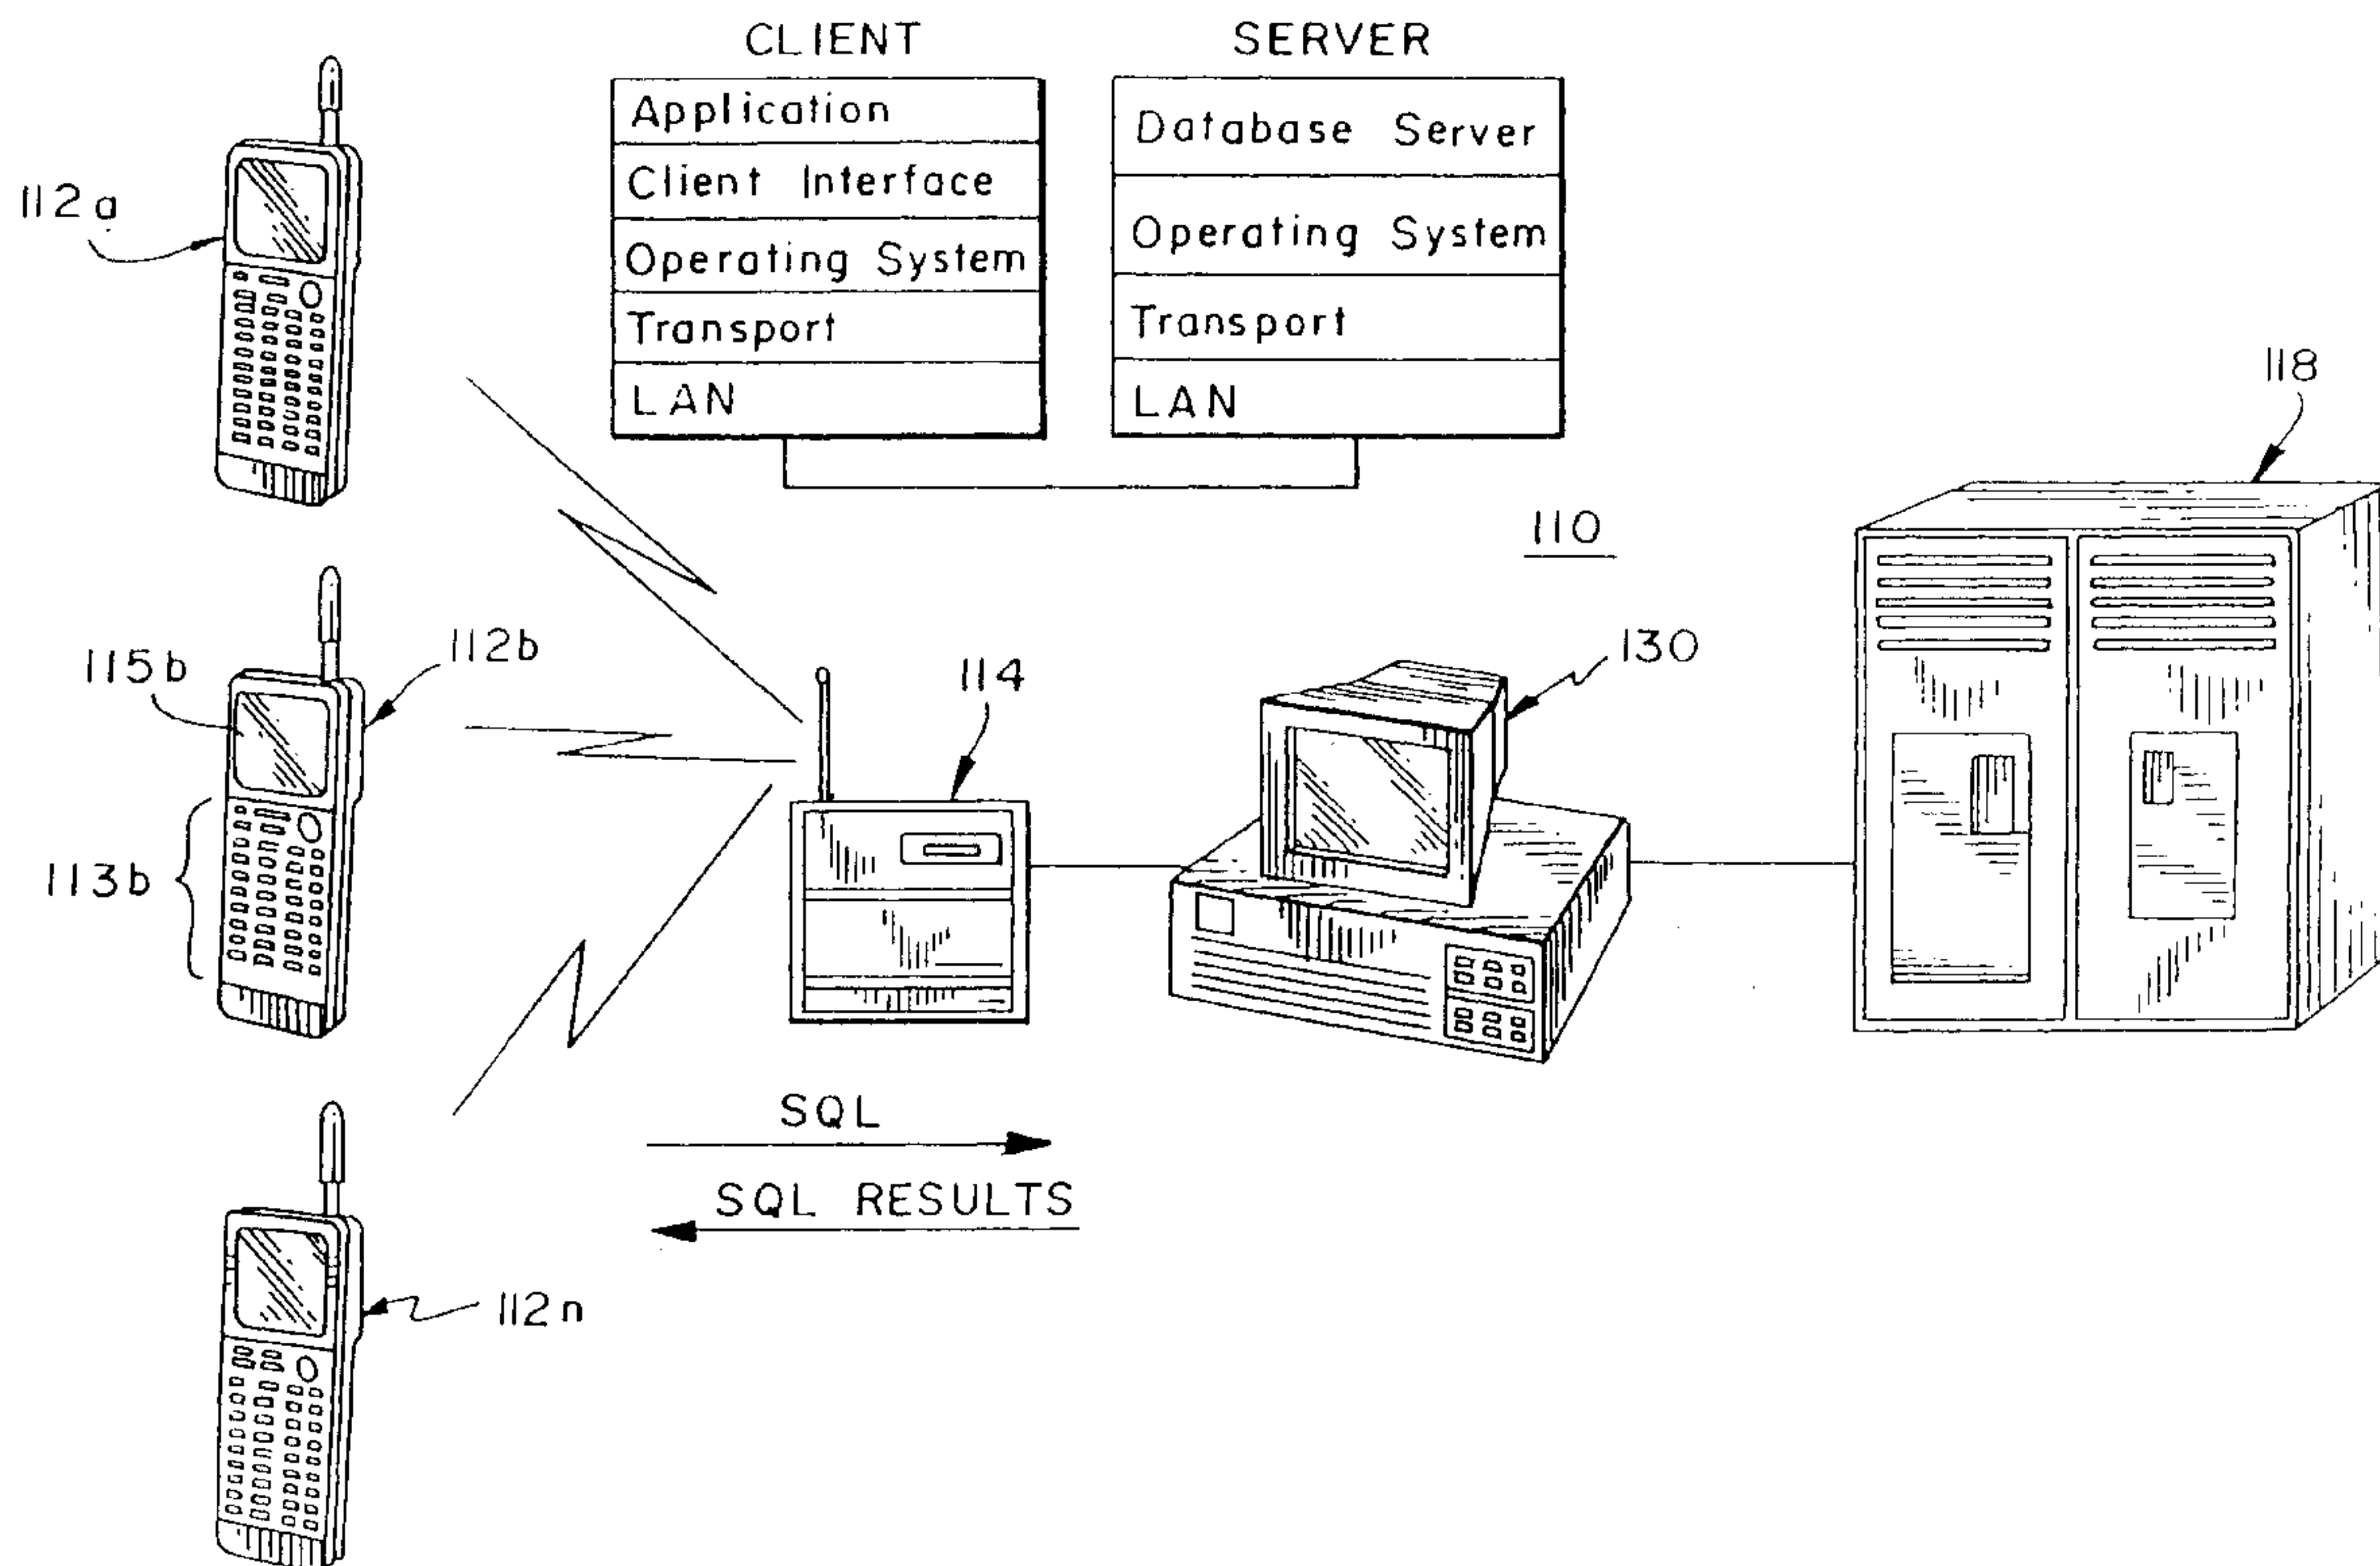 CLIENT
Application
Client Interface
Operating System
Transport
LAN
SERVER
Database Server
Operating System
Transport
LAN
112a
118
110
115b
112b
114
130
113b
SQL
SQL RESULTS
112n